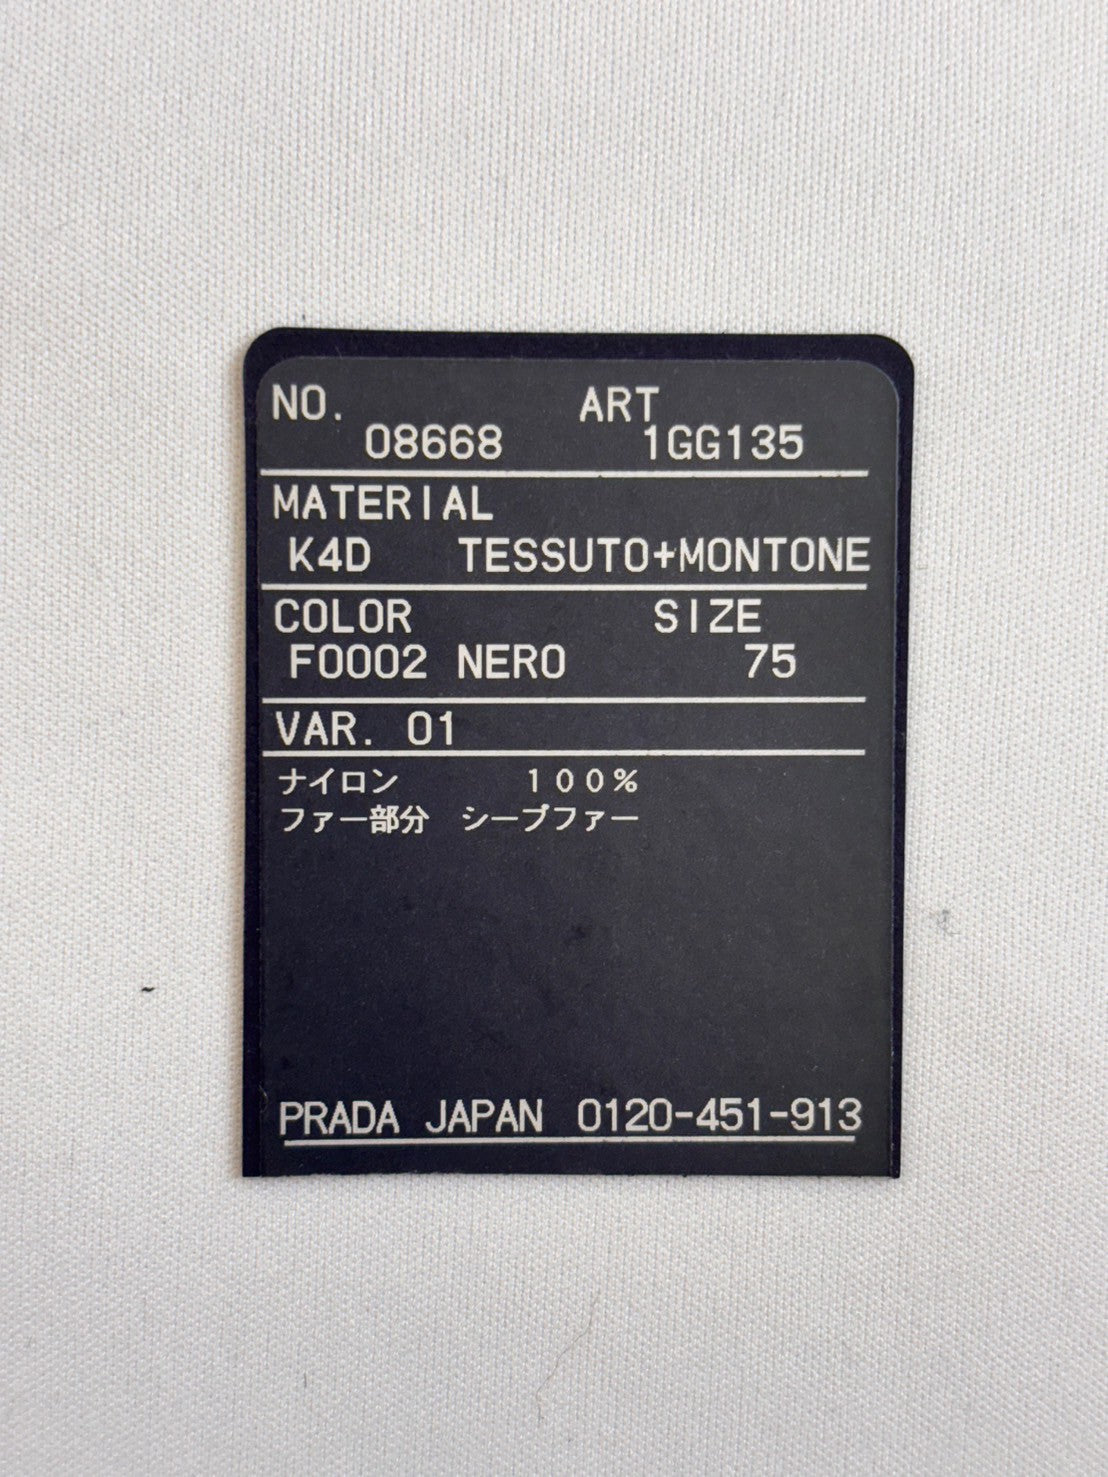 NO. ART
08668 1GG135
MATERIAL
K4D TESSUTO+MONTONE
COLOR SIZE
F0002 NERO 75
VAR. 01
ナイロン 100%
ファー部分 シープファー
PRADA JAPAN 0120-451-913